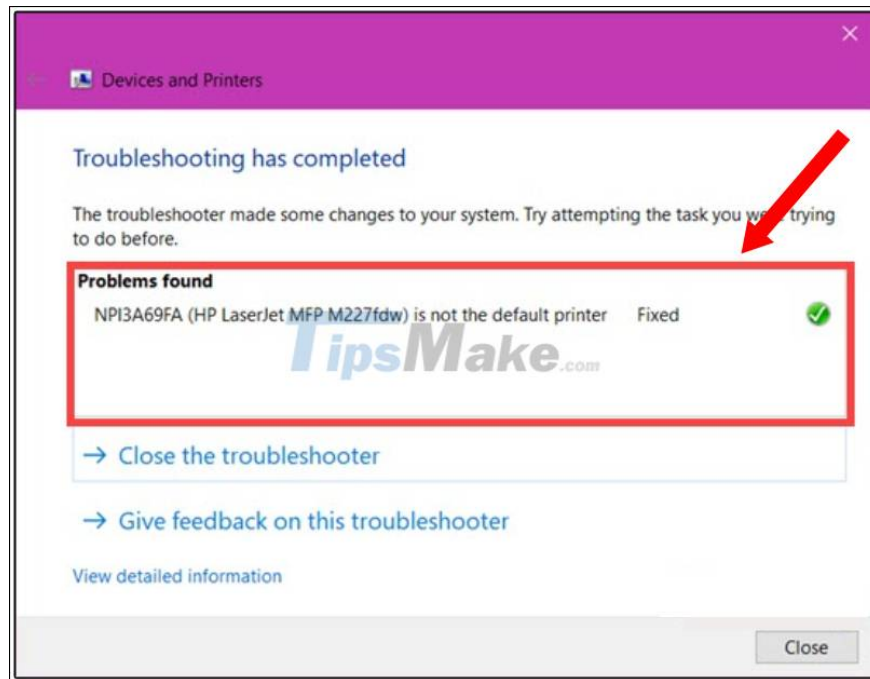 Devices and Printers
Troubleshooting has completed
The troubleshooter made some changes to your system. Try attempting the task you were trying
to do before.
Problems found
NPI3A69FA (HP LaserJet MFP M227fdw) is not the default printer Fixed
TipsMake.com
→ Close the troubleshooter
→ Give feedback on this troubleshooter
View detailed information
Close